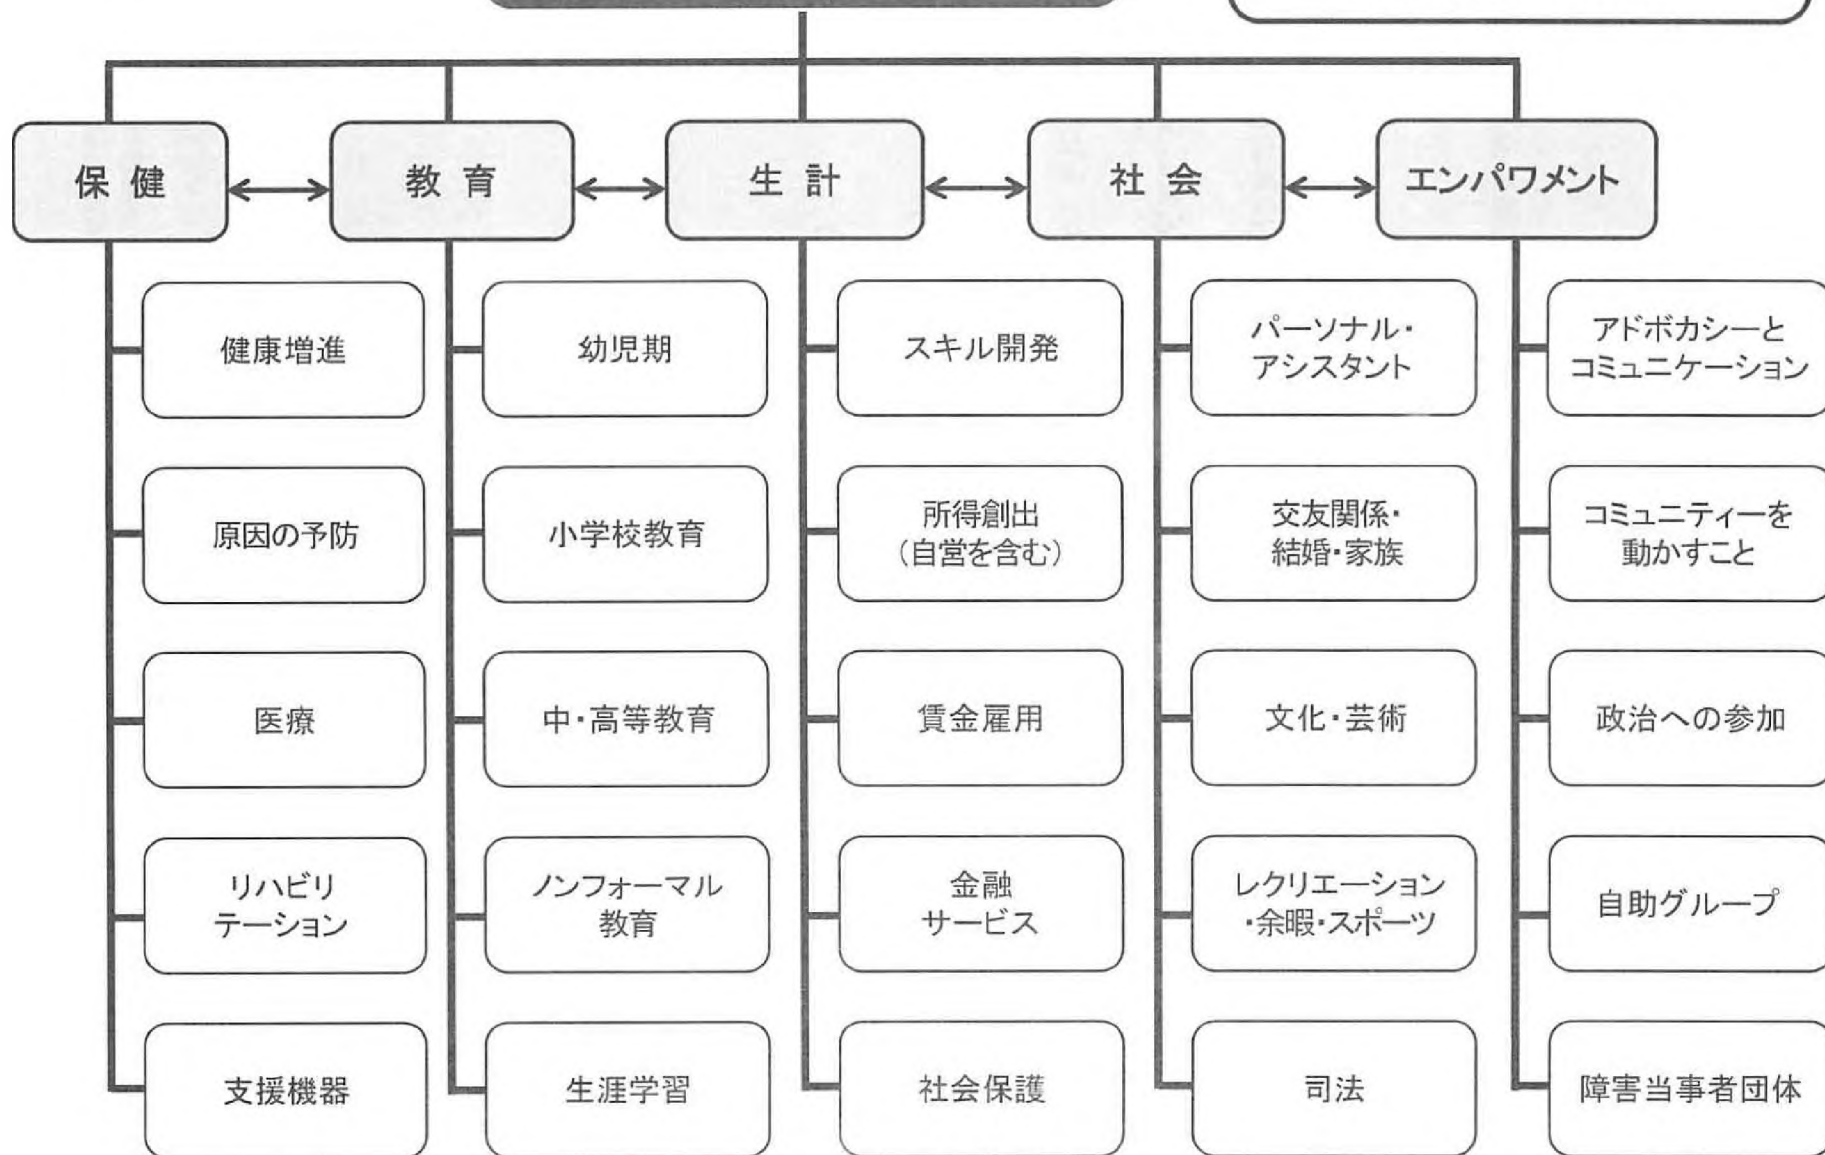 保健
教育
生計
社会
エンパワメント
健康増進
幼児期
スキル開発
パーソナル・
アシスタント
アドボカシーと
コミュニケーション
原因の予防
小学校教育
所得創出
（自営を含む）
交友関係・
結婚・家族
コミュニティーを
動かすこと
医療
中・高等教育
賃金雇用
文化・芸術
政治への参加
リハビリ
テーション
ノンフォーマル
教育
金融
サービス
レクリエーション
・余暇・スポーツ
自助グループ
支援機器
生涯学習
社会保護
司法
障害当事者団体